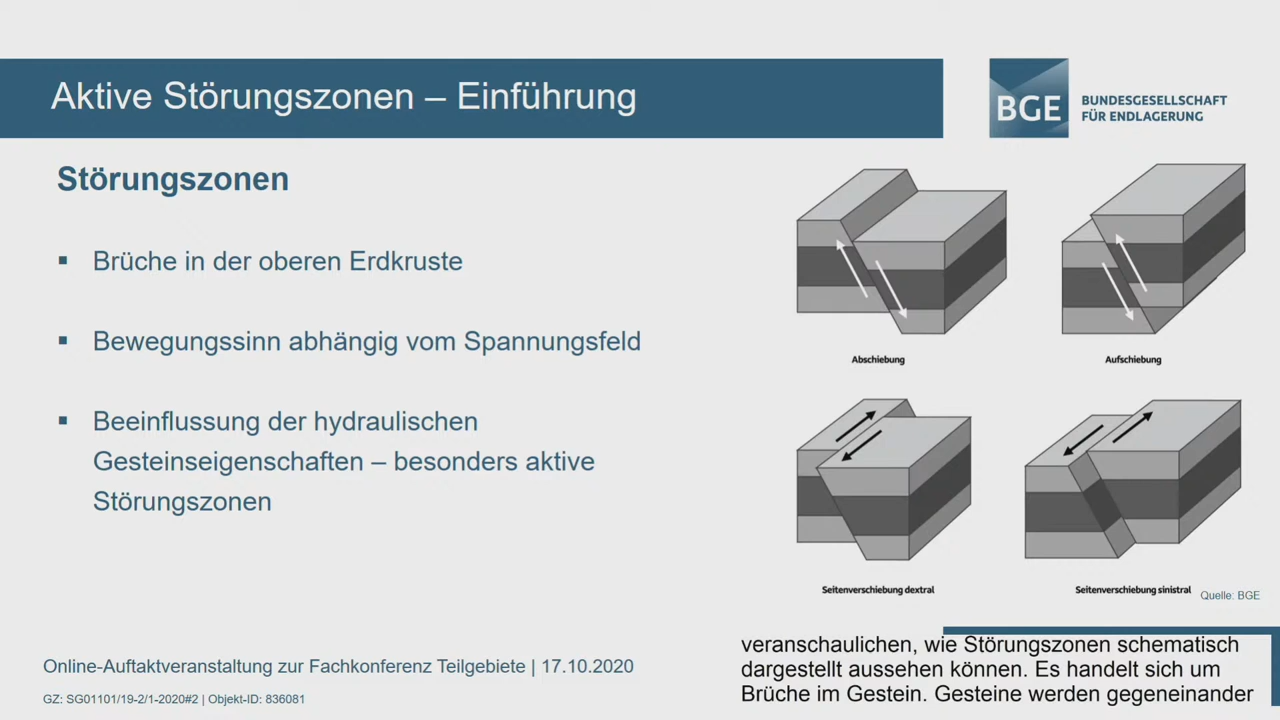 Aktive Störungszonen – Einführung
BGE
BUNDESGESELLSCHAFT
FÜR ENDLAGERUNG
Störungszonen
▪ Brüche in der oberen Erdkruste
▪ Bewegungssinn abhängig vom Spannungsfeld
▪ Beeinflussung der hydraulischen
Gesteinseigenschaften – besonders aktive
Störungszonen
Abschiebung
Aufschiebung
Seitenverschiebung dextral
Seitenverschiebung sinistral
Quelle: BGE
Online-Auftaktveranstaltung zur Fachkonferenz Teilgebiete | 17.10.2020
GZ: SG01101/19-2/1-2020#2 | Objekt-ID: 836081
veranschaulichen, wie Störungszonen schematisch
dargestellt aussehen können. Es handelt sich um
Brüche im Gestein. Gesteine werden gegeneinander